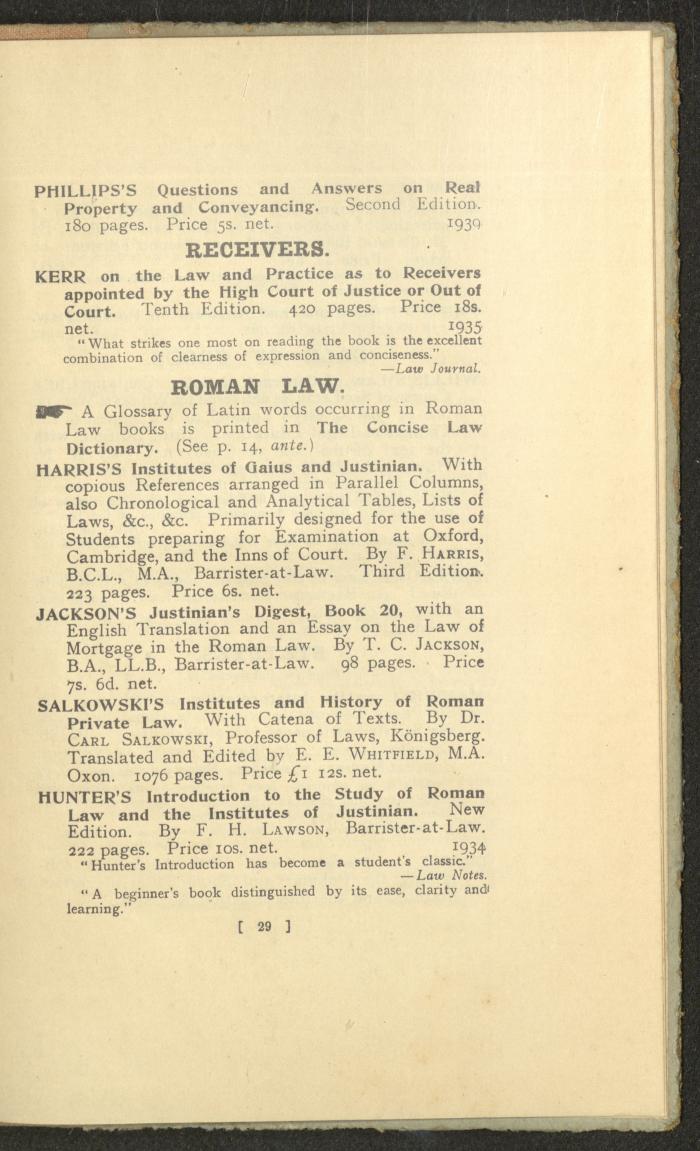 PHILLIPS'S Questions and Answers on Real
Property and Conveyancing. Second Edition.
180 pages. Price 5s. net. 1939
RECEIVERS.
KERR on the Law and Practice as to Receivers
appointed by the High Court of Justice or Out of
Court. Tenth Edition. 420 pages. Price 18s.
net. 1935
"What strikes one most on reading the book is the excellent
combination of clearness of expression and conciseness."
—Law Journal.
ROMAN LAW.
☛ A Glossary of Latin words occurring in Roman
Law books is printed in The Concise Law
Dictionary. (See p. 14, ante.)
HARRIS'S Institutes of Gaius and Justinian. With
copious References arranged in Parallel Columns,
also Chronological and Analytical Tables, Lists of
Laws, &c., &c. Primarily designed for the use of
Students preparing for Examination at Oxford,
Cambridge, and the Inns of Court. By F. HARRIS,
B.C.L., M.A., Barrister-at-Law. Third Edition.
223 pages. Price 6s. net.
JACKSON'S Justinian's Digest, Book 20, with an
English Translation and an Essay on the Law of
Mortgage in the Roman Law. By T. C. JACKSON,
B.A., LL.B., Barrister-at-Law. 98 pages. Price
7s. 6d. net.
SALKOWSKI'S Institutes and History of Roman
Private Law. With Catena of Texts. By Dr.
CARL SALKOWSKI, Professor of Laws, Königsberg.
Translated and Edited by E. E. WHITFIELD, M.A.
Oxon. 1076 pages. Price £1 12s. net.
HUNTER'S Introduction to the Study of Roman
Law and the Institutes of Justinian. New
Edition. By F. H. LAWSON, Barrister-at-Law.
222 pages. Price 10s. net. 1934
"Hunter's Introduction has become a student's classic."
—Law Notes.
"A beginner's book distinguished by its ease, clarity and
learning."
[ 29 ]